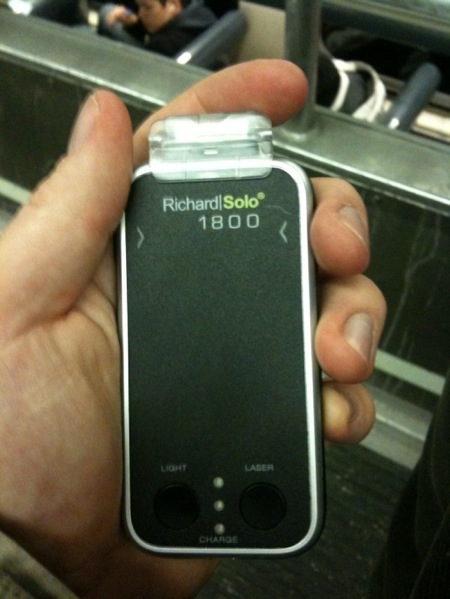 Richard|Solo®
1800
LIGHT LASER
CHARGE